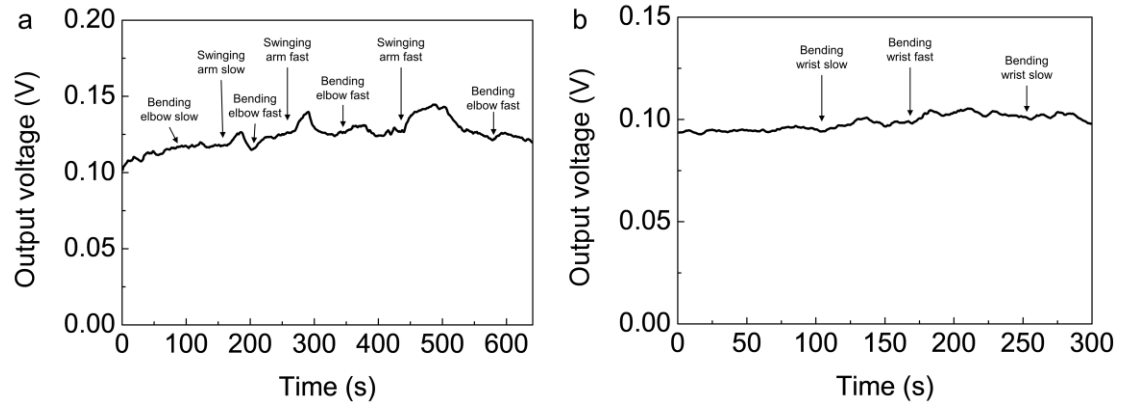 a
0.20
0.15
0.10
0.05
0.00
Output voltage (V)
Bending
elbow slow
Swinging
arm slow
Bending
elbow fast
Swinging
arm fast
Bending
elbow fast
Swinging
arm fast
Bending
elbow fast
0 100 200 300 400 500 600
Time (s)
b
0.15
0.10
0.05
0.00
Output voltage (V)
Bending
wrist slow
Bending
wrist fast
Bending
wrist slow
0 50 100 150 200 250 300
Time (s)